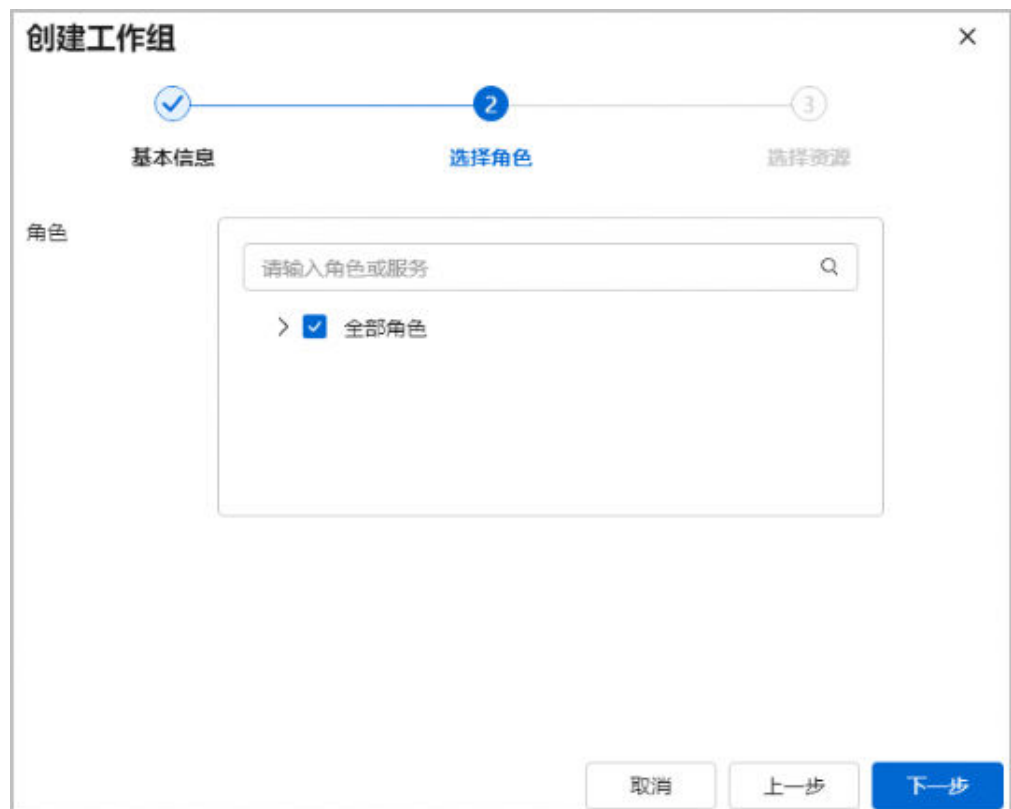 创建工作组
2
3
基本信息
选择角色
选择资源
角色
请输入角色或服务
全部角色
取消
上一步
下一步